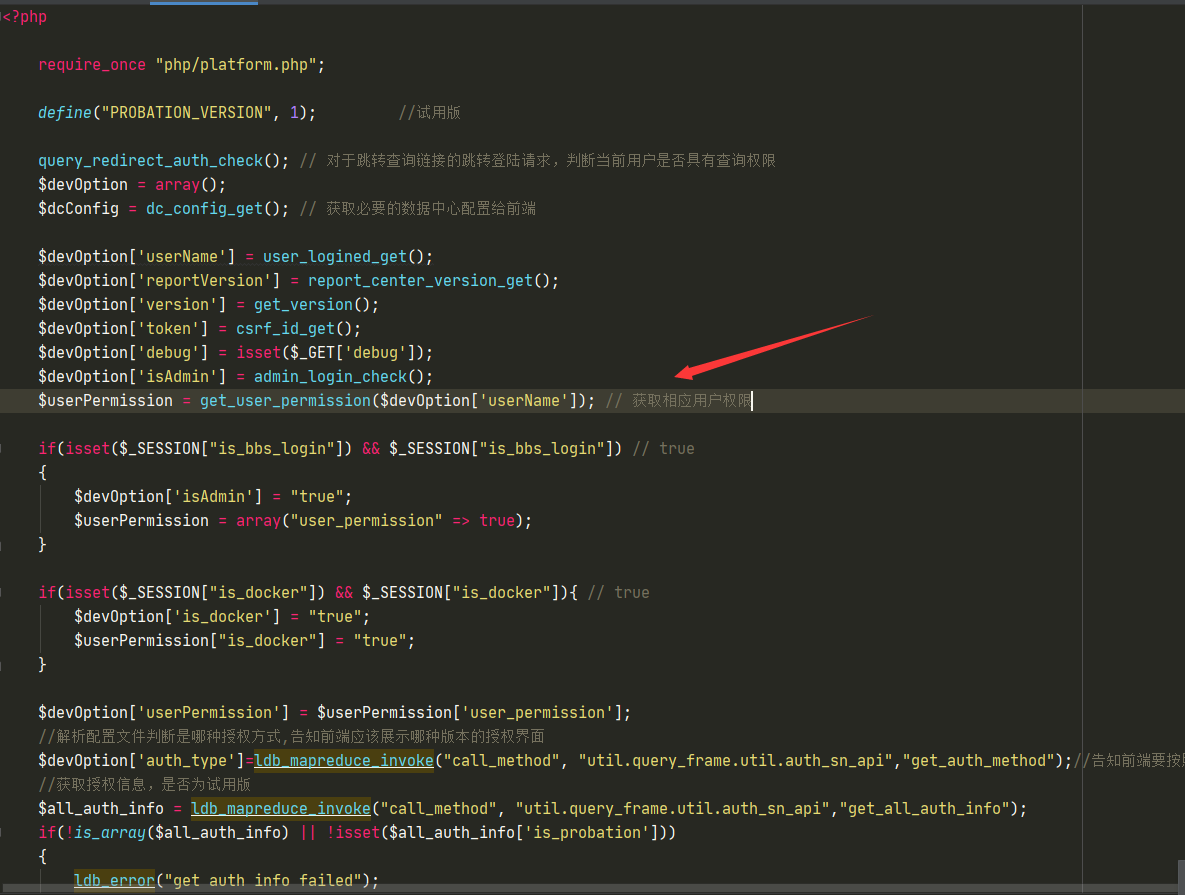 <?php
require_once "php/platform.php";
define("PROBATION_VERSION", 1);          //试用版
query_redirect_auth_check(); // 对于跳转查询链接的跳转登陆请求，判断当前用户是否具有查询权限
$devOption = array();
$dcConfig = dc_config_get(); // 获取必要的数据中心配置给前端
$devOption['userName'] = user_logined_get();
$devOption['reportVersion'] = report_center_version_get();
$devOption['version'] = get_version();
$devOption['token'] = csrf_id_get();
$devOption['debug'] = isset($_GET['debug']);
$devOption['isAdmin'] = admin_login_check();
$userPermission = get_user_permission($devOption['userName']); // 获取相应用户权限
if(isset($_SESSION["is_bbs_login"]) && $_SESSION["is_bbs_login"]) // true
{
$devOption['isAdmin'] = "true";
$userPermission = array("user_permission" => true);
}
if(isset($_SESSION["is_docker"]) && $_SESSION["is_docker"]){ // true
$devOption['is_docker'] = "true";
$userPermission["is_docker"] = "true";
}
$devOption['userPermission'] = $userPermission['user_permission'];
//解析配置文件判断是哪种授权方式,告知前端应该展示哪种版本的授权界面
$devOption['auth_type']=ldb_mapreduce_invoke("call_method", "util.query_frame.util.auth_sn_api","get_auth_method");//告知前端要按
//获取授权信息，是否为试用版
$all_auth_info = ldb_mapreduce_invoke("call_method", "util.query_frame.util.auth_sn_api","get_all_auth_info");
if(!is_array($all_auth_info) || !isset($all_auth_info['is_probation']))
{
ldb_error("get auth info failed");